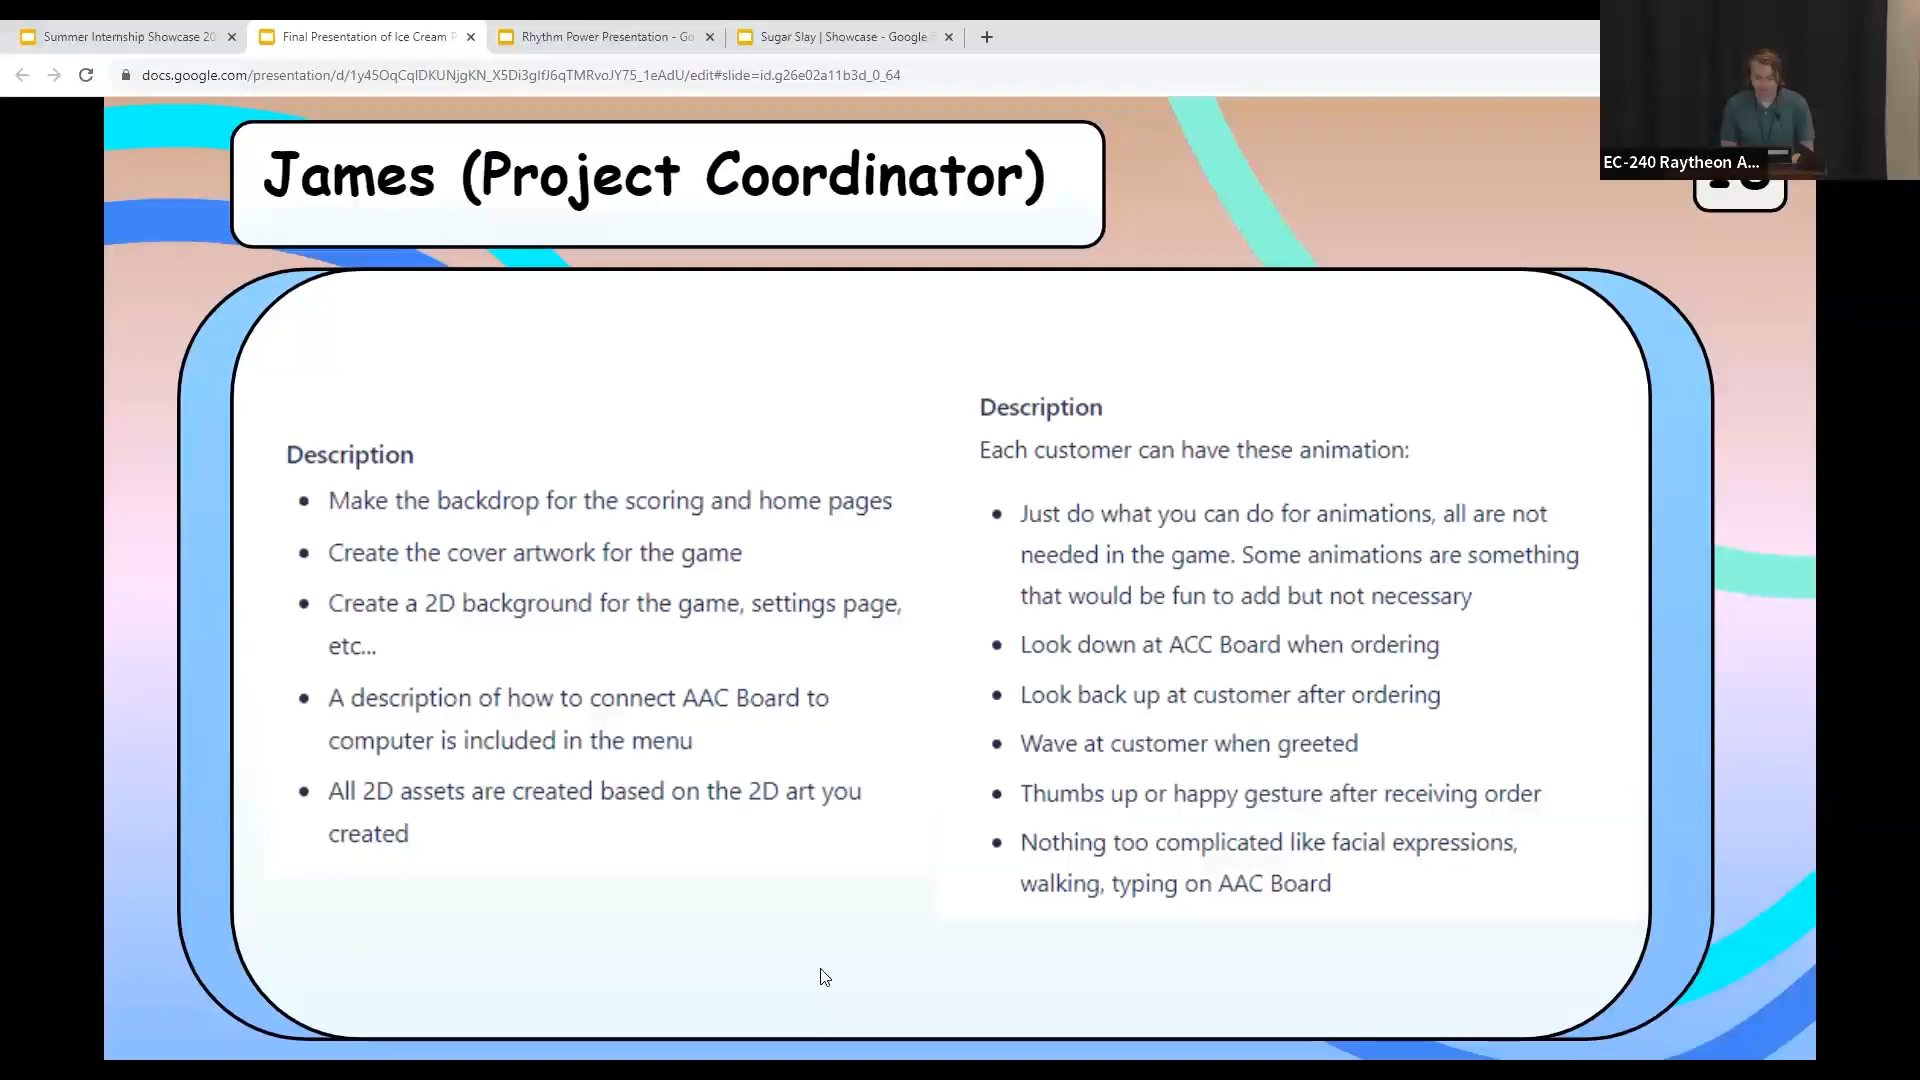 Summer Internship Showcase 20
Final Presentation of Ice Cream P
Rhythm Power Presentation - Go
Sugar Slay | Showcase - Google
docs.google.com/presentation/d/1y45OqCqIDKUNjgKN_X5Di3gIfJ6qTMRvoJY75_1eAdU/edit#slide=id.g26e02a11b3d_0_64
EC-240 Raytheon A...
James (Project Coordinator)
Description
Make the backdrop for the scoring and home pages
Create the cover artwork for the game
Create a 2D background for the game, settings page,
etc...
A description of how to connect AAC Board to
computer is included in the menu
All 2D assets are created based on the 2D art you
created
Description
Each customer can have these animation:
Just do what you can do for animations, all are not
needed in the game. Some animations are something
that would be fun to add but not necessary
Look down at ACC Board when ordering
Look back up at customer after ordering
Wave at customer when greeted
Thumbs up or happy gesture after receiving order
Nothing too complicated like facial expressions,
walking, typing on AAC Board